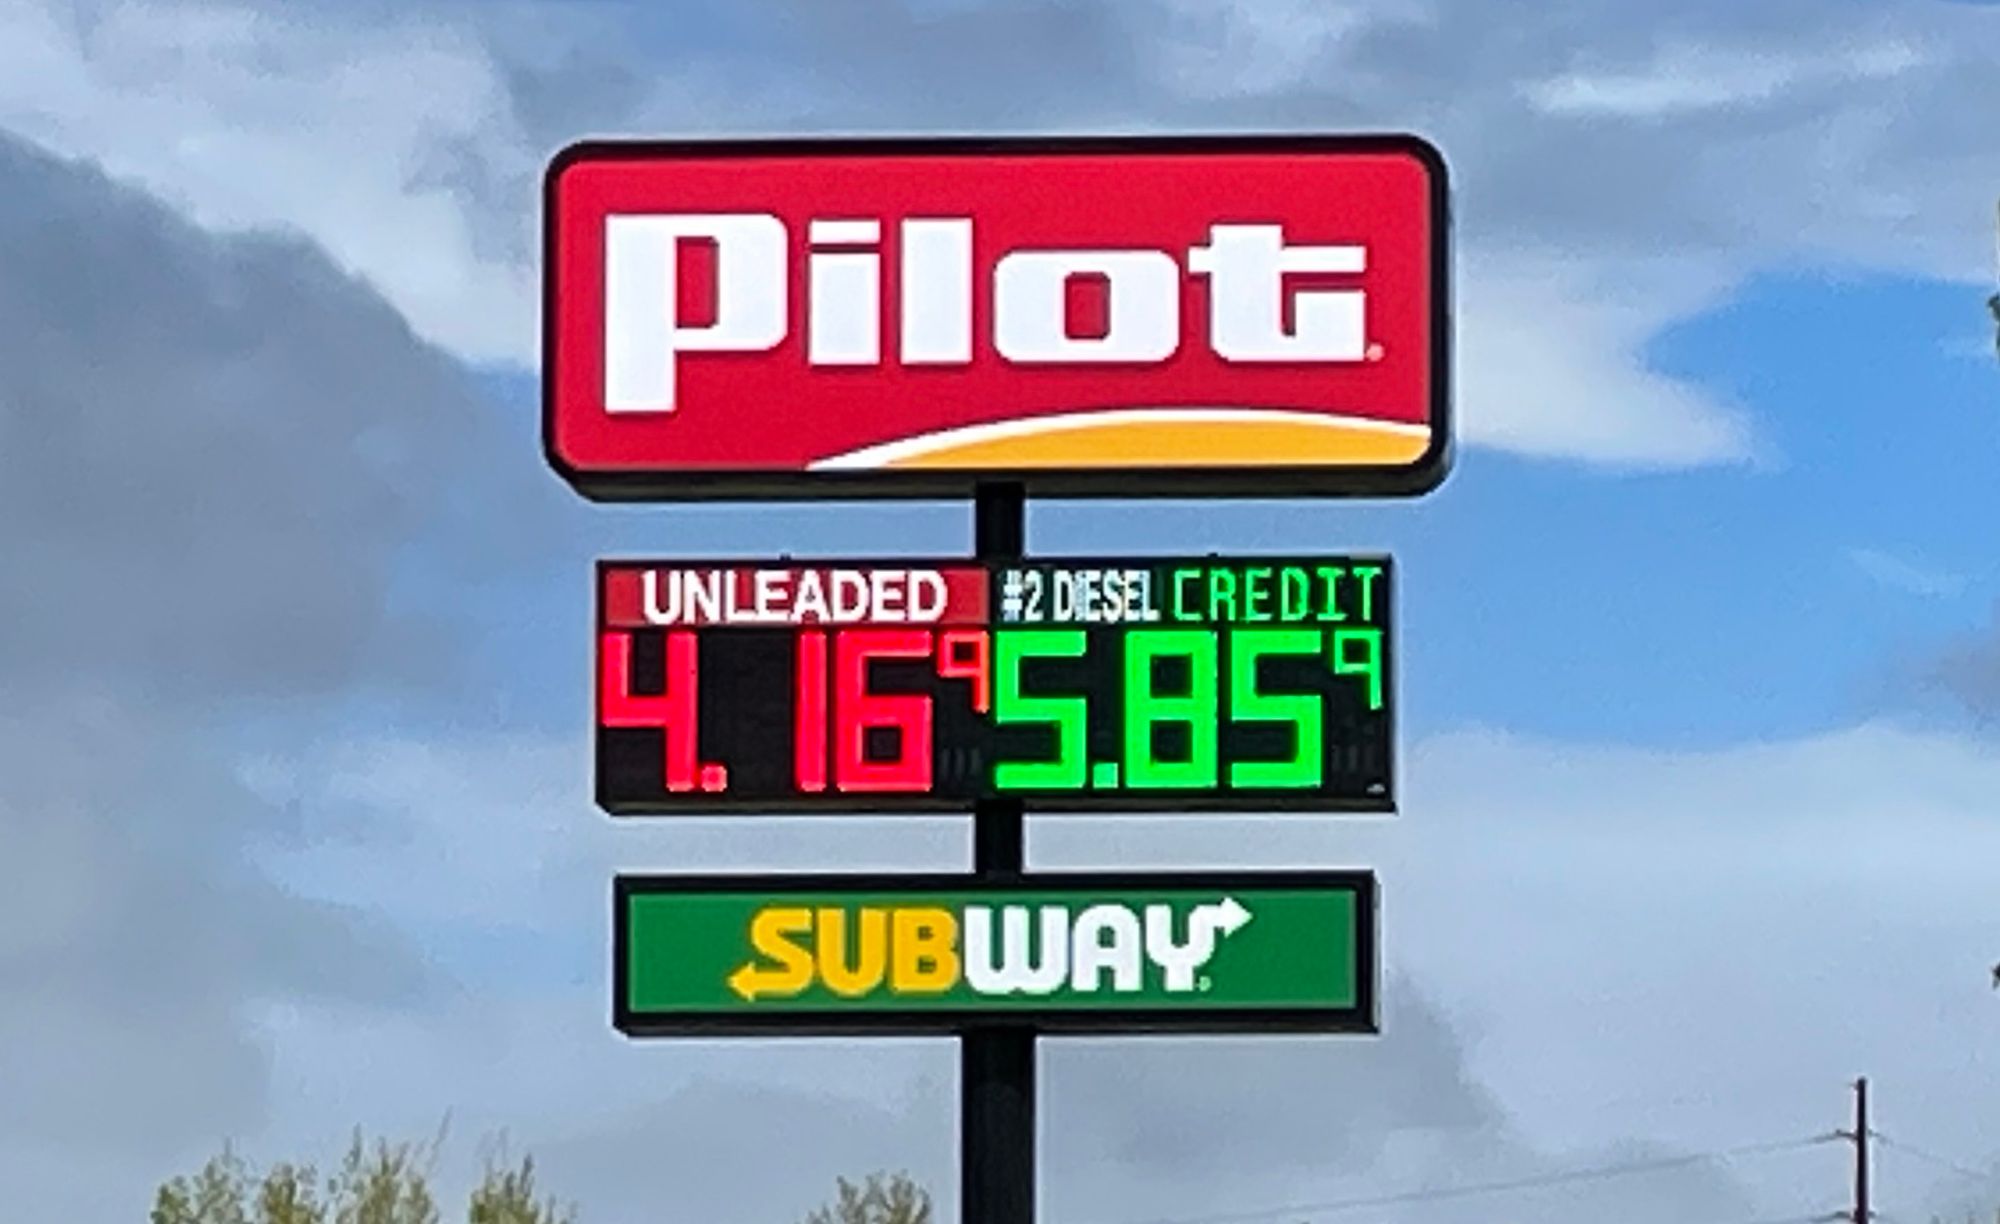 Pilot
UNLEADED #2 DIESEL CREDIT
4.16⁹ 5.85⁹
SUBWAY